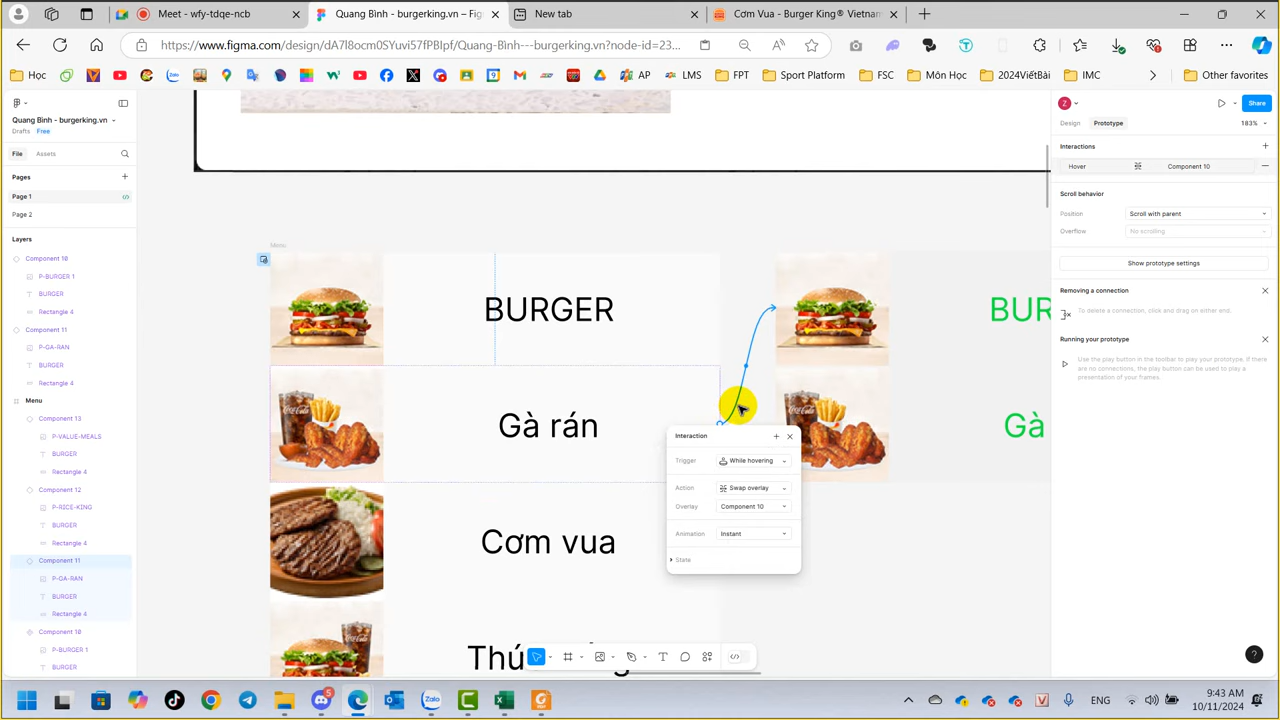 Meet - wfy-tdqe-ncb
Quang Bình - burgerking.vn – Fig
New tab
Cơm Vua - Burger King® Vietnam
https://www.figma.com/design/dA7l8ocm0SYuvi57fPBIpf/Quang-Bình---burgerking.vn?node-id=23...
Học
Zalo
AP
LMS
FPT
Sport Platform
FSC
Môn Học
2024ViếtBài
IMC
Other favorites
Quang Bình - burgerking.vn
Drafts
Free
File
Assets
Pages
Page 1
Page 2
Layers
Component 10
P-BURGER 1
BURGER
Rectangle 4
Component 11
P-GA-RAN
BURGER
Rectangle 4
Menu
Component 13
P-VALUE-MEALS
BURGER
Rectangle 4
Component 12
P-RICE-KING
BURGER
Rectangle 4
Component 11
P-GA-RAN
BURGER
Rectangle 4
Component 10
P-BURGER 1
BURGER
Menu
BURGER
BUR
Gà rán
Gà
Cơm vua
Coca-Cola
Interaction
Trigger
While hovering
Action
Swap overlay
Overlay
Component 10
Animation
Instant
State
Z
Share
Design
Prototype
183%
Interactions
Hover
Component 10
Scroll behavior
Position
Scroll with parent
Overflow
No scrolling
Show prototype settings
Removing a connection
To delete a connection, click and drag on either end.
Running your prototype
Use the play button in the toolbar to play your prototype. If there
are no connections, the play button can be used to play a
presentation of your frames.
5
Zalo
ENG
9:43 AM
10/11/2024